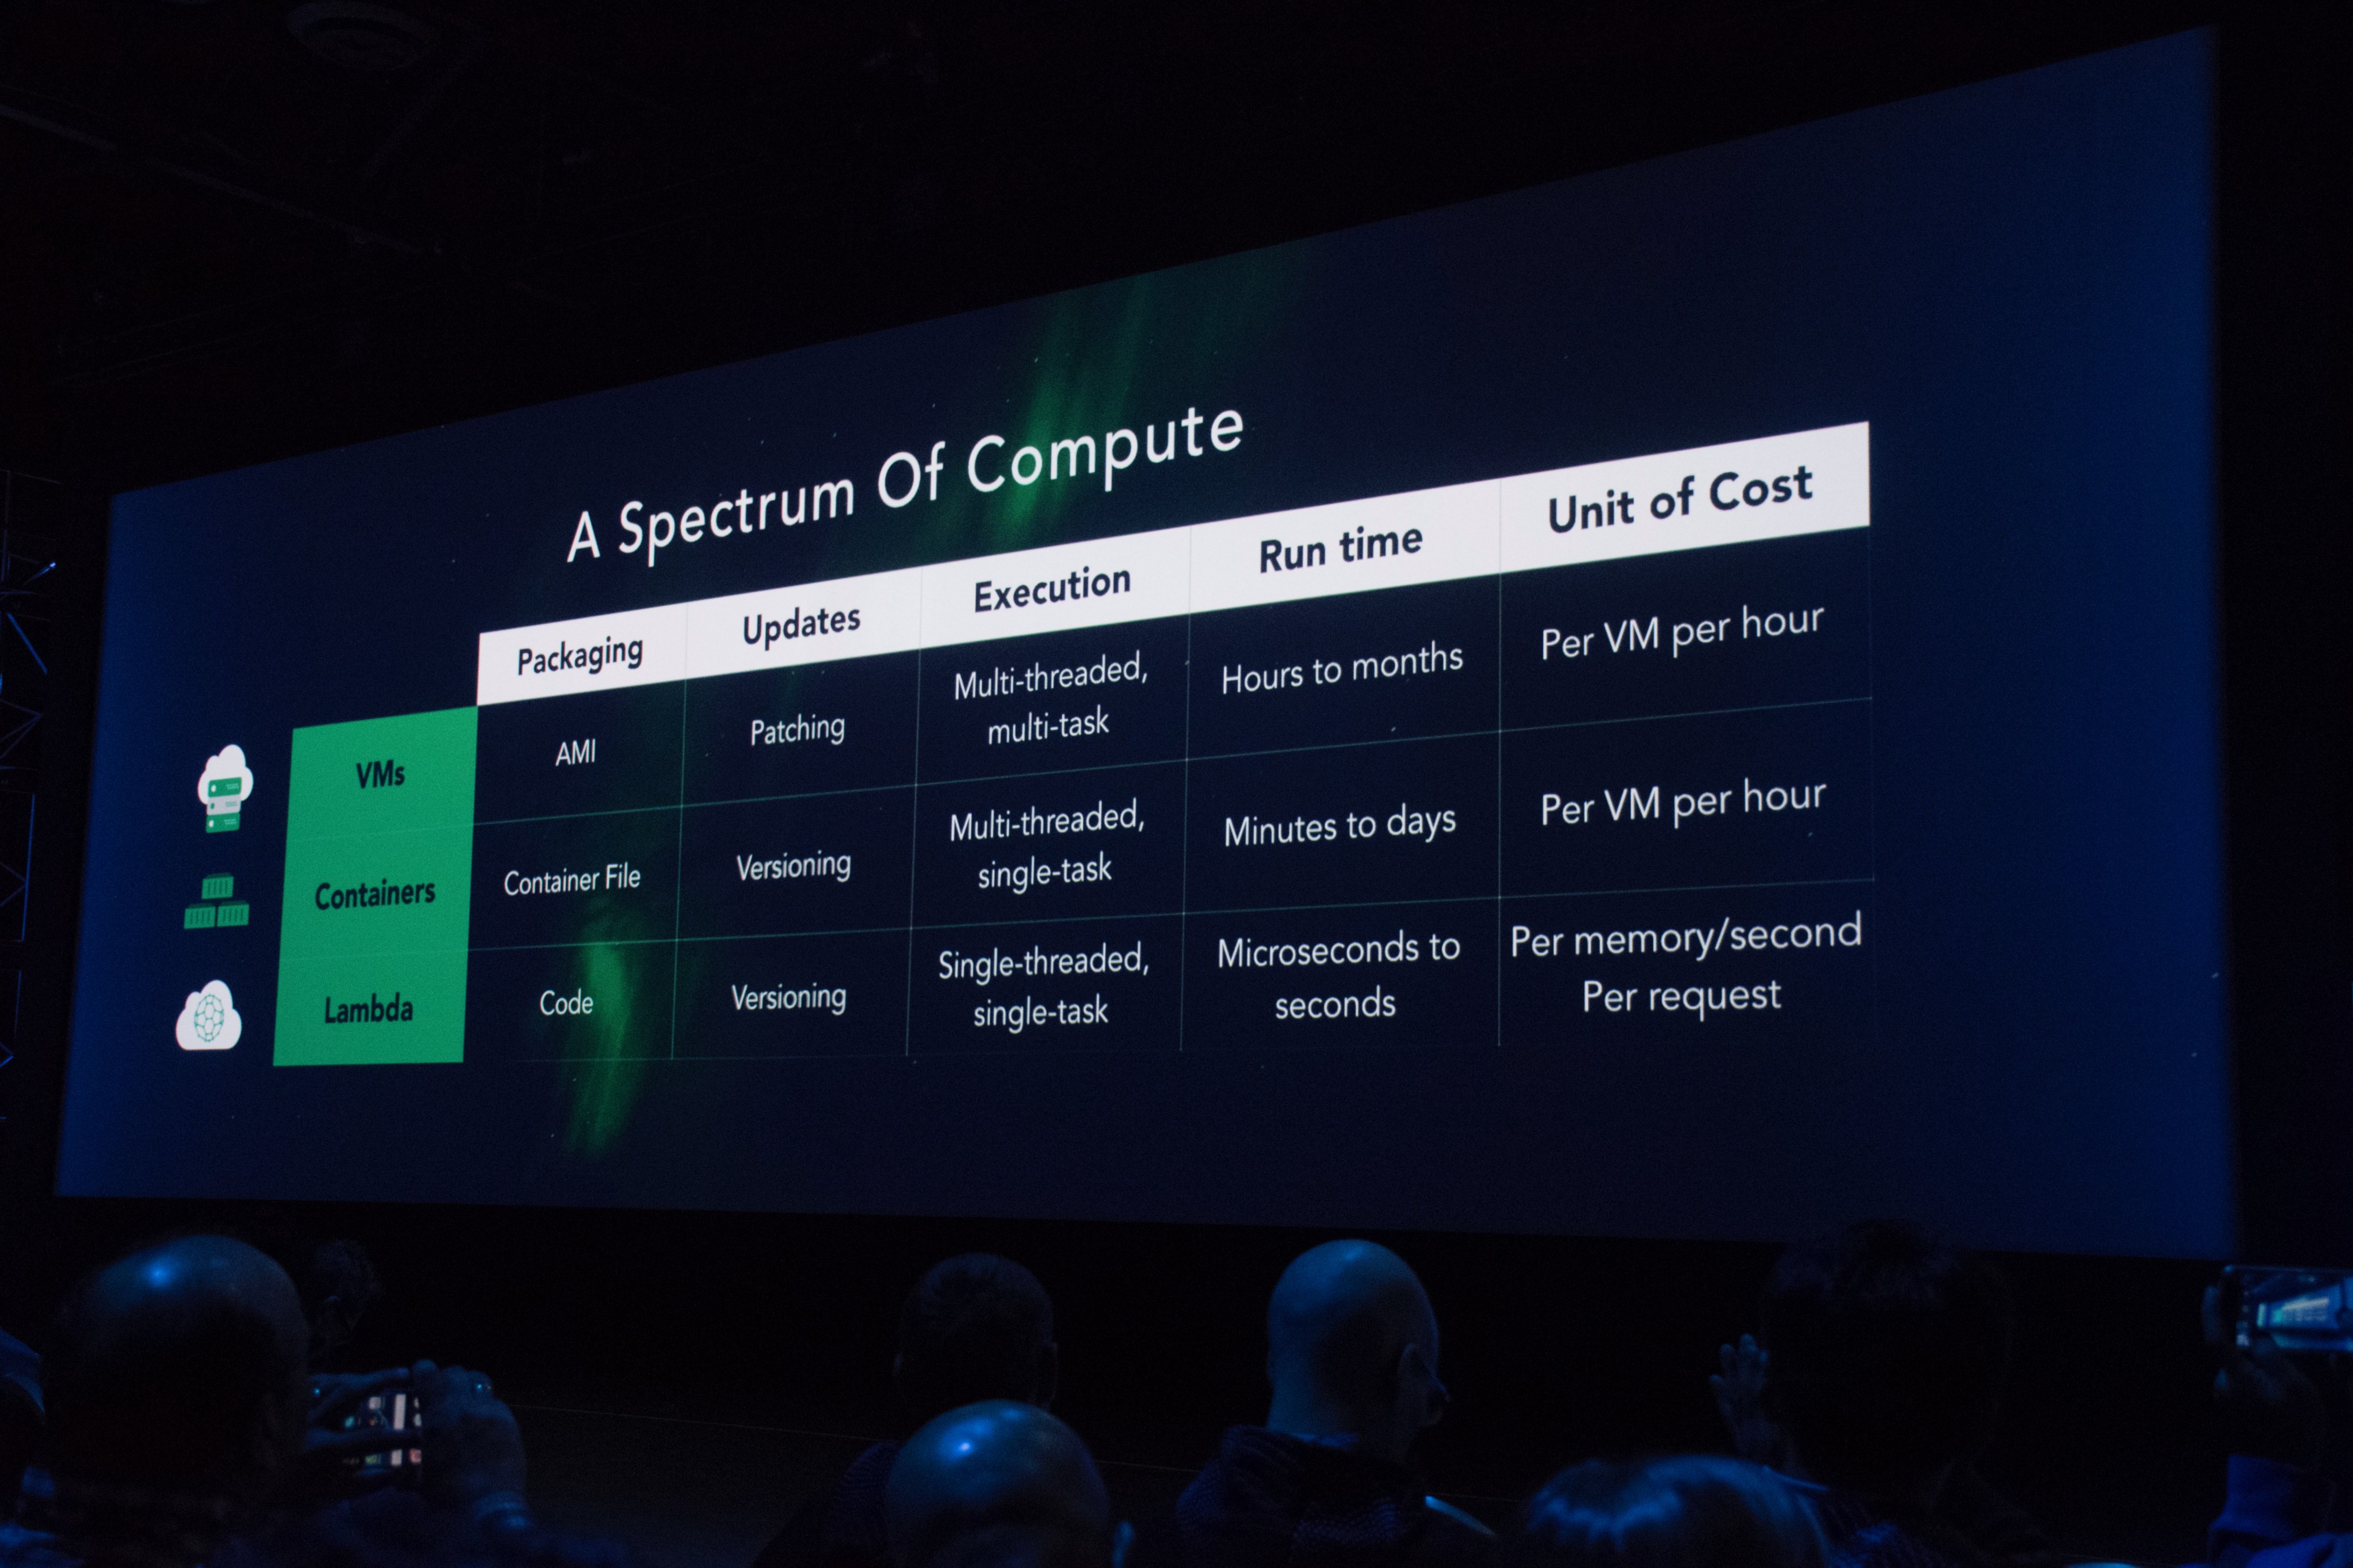 A Spectrum Of Compute
Packaging Updates Execution Run time Unit of Cost
VMs AMI Patching Multi-threaded, multi-task Hours to months Per VM per hour
Containers Container File Versioning Multi-threaded, single-task Minutes to days Per VM per hour
Lambda Code Versioning Single-threaded, single-task Microseconds to seconds Per memory/second Per request